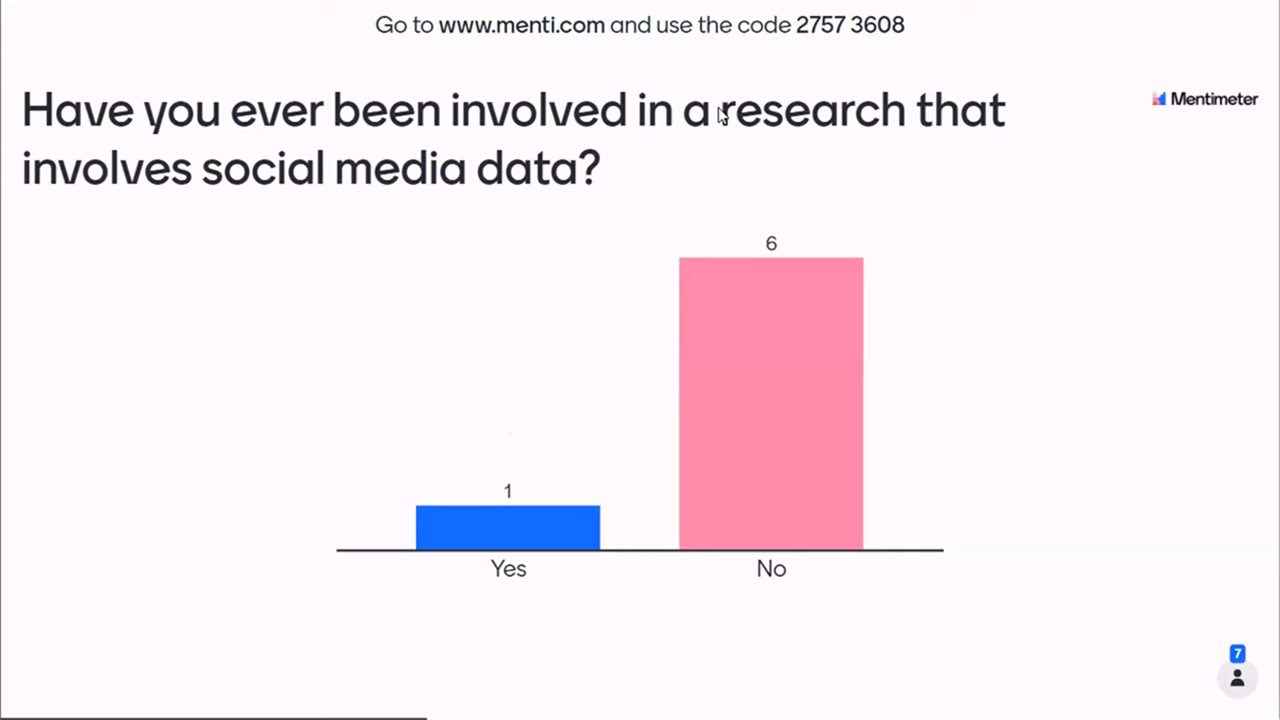 Go to www.menti.com and use the code 2757 3608
Have you ever been involved in a research that
involves social media data?
Mentimeter
6
1
Yes
No
7